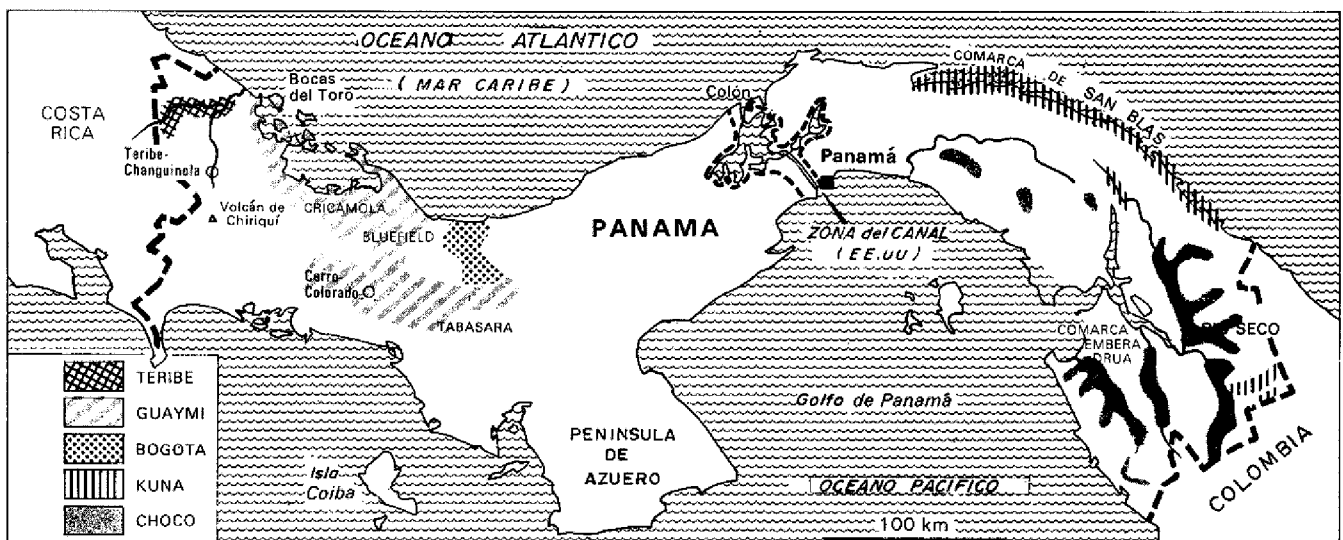 OCEANO ATLANTICO
( MAR CARIBE )
COSTA
RICA
Bocas
del Toro
Teribe-
Changuinola
Volcán de
Chiriquí
CRICAMOLA
BLUEFIELD
Cerro-
Colorado
TABASARA
PANAMA
Colón
Panamá
ZONA del CANAL
( EE.UU )
COMARCA DE SAN BLAS
COMARCA
EMBERA
DRUA
SECO
COLOMBIA
Golfo de Panamá
PENINSULA
DE
AZUERO
Isla
Coiba
OCEANO PACIFICO
100 km
TERIBE
GUAYMI
BOGOTA
KUNA
CHOCO